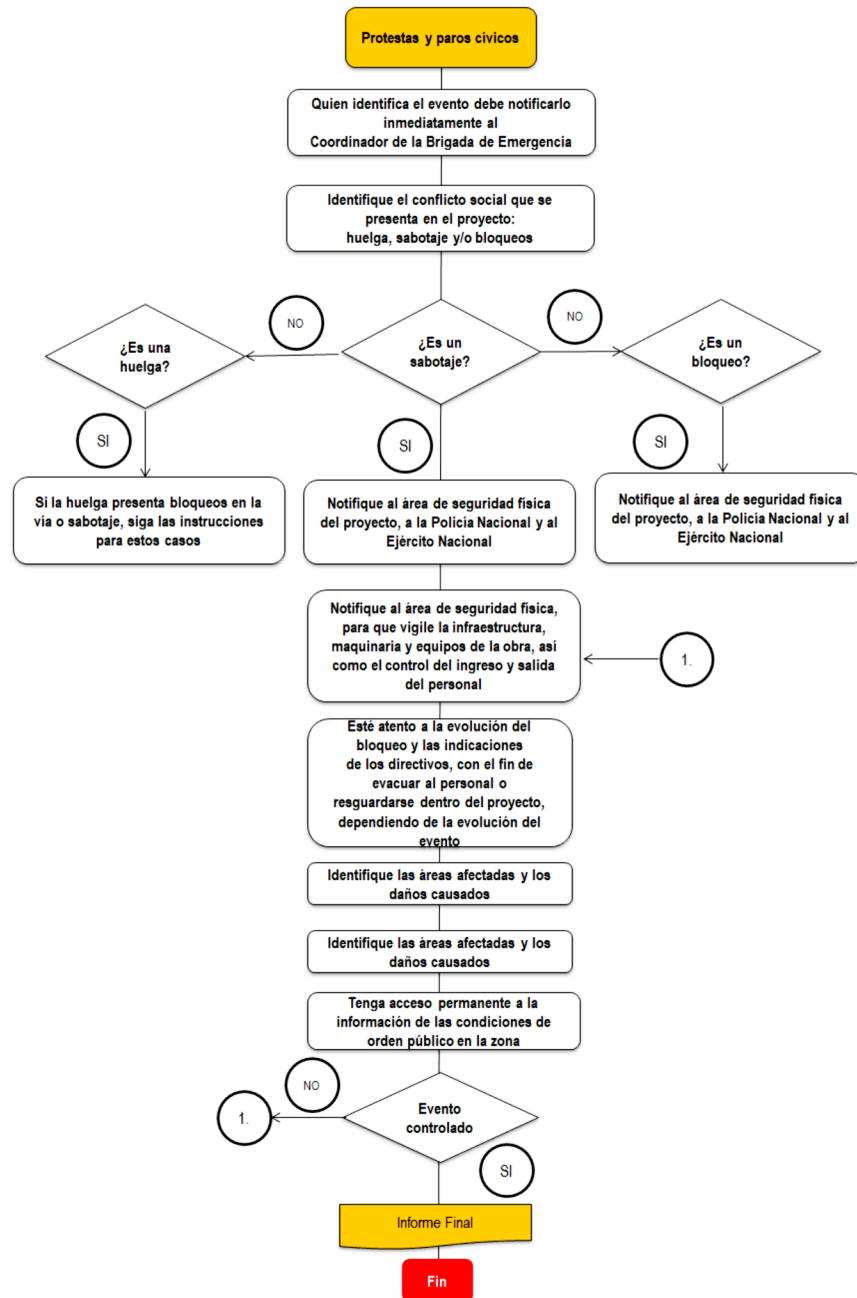 Protestas y paros cívicos
Quien identifica el evento debe notificarlo
inmediatamente al
Coordinador de la Brigada de Emergencia
Identifique el conflicto social que se
presenta en el proyecto:
huelga, sabotaje y/o bloqueos
NO
NO
¿Es una
huelga?
¿Es un
sabotaje?
¿Es un
bloqueo?
SI
SI
SI
Si la huelga presenta bloqueos en la
vía o sabotaje, siga las instrucciones
para estos casos
Notifique al área de seguridad física
del proyecto, a la Policía Nacional y al
Ejército Nacional
Notifique al área de seguridad física
del proyecto, a la Policía Nacional y al
Ejército Nacional
Notifique al área de seguridad física,
para que vigile la infraestructura,
maquinaria y equipos de la obra, así
como el control del ingreso y salida
del personal
1.
Esté atento a la evolución del
bloqueo y las indicaciones
de los directivos, con el fin de
evacuar al personal o
resguardarse dentro del proyecto,
dependiendo de la evolución del
evento
Identifique las áreas afectadas y los
daños causados
Identifique las áreas afectadas y los
daños causados
Tenga acceso permanente a la
información de las condiciones de
orden público en la zona
NO
1.
Evento
controlado
SI
Informe Final
Fin